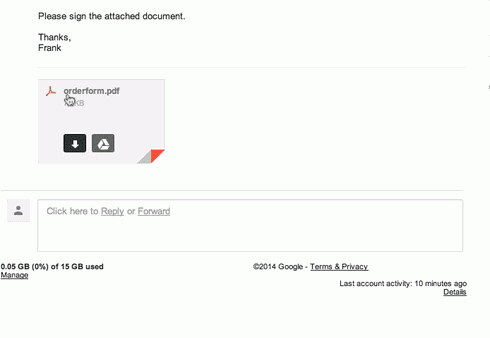 Please sign the attached document.
Thanks,
Frank
orderform.pdf
KB
Click here to Reply or Forward
0.05 GB (0%) of 15 GB used
Manage
©2014 Google - Terms & Privacy
Last account activity: 10 minutes ago
Details